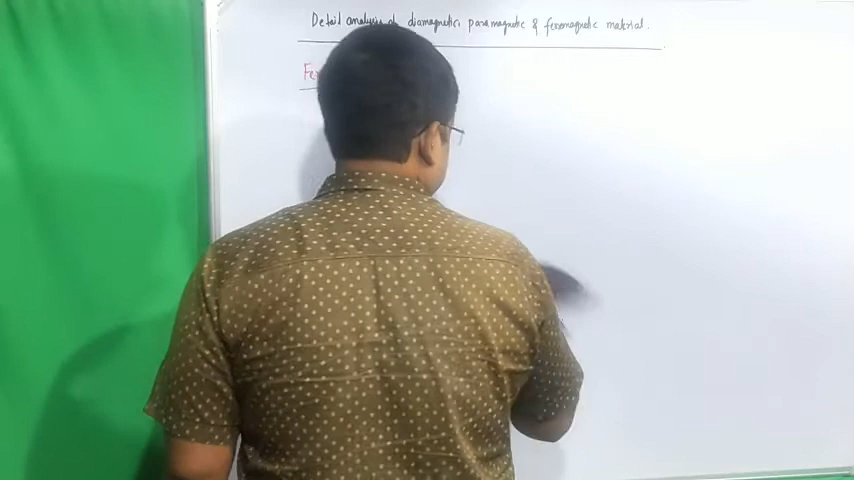 Detail analysis of diamagnetic, paramagnetic & ferromagnetic material.
Fe